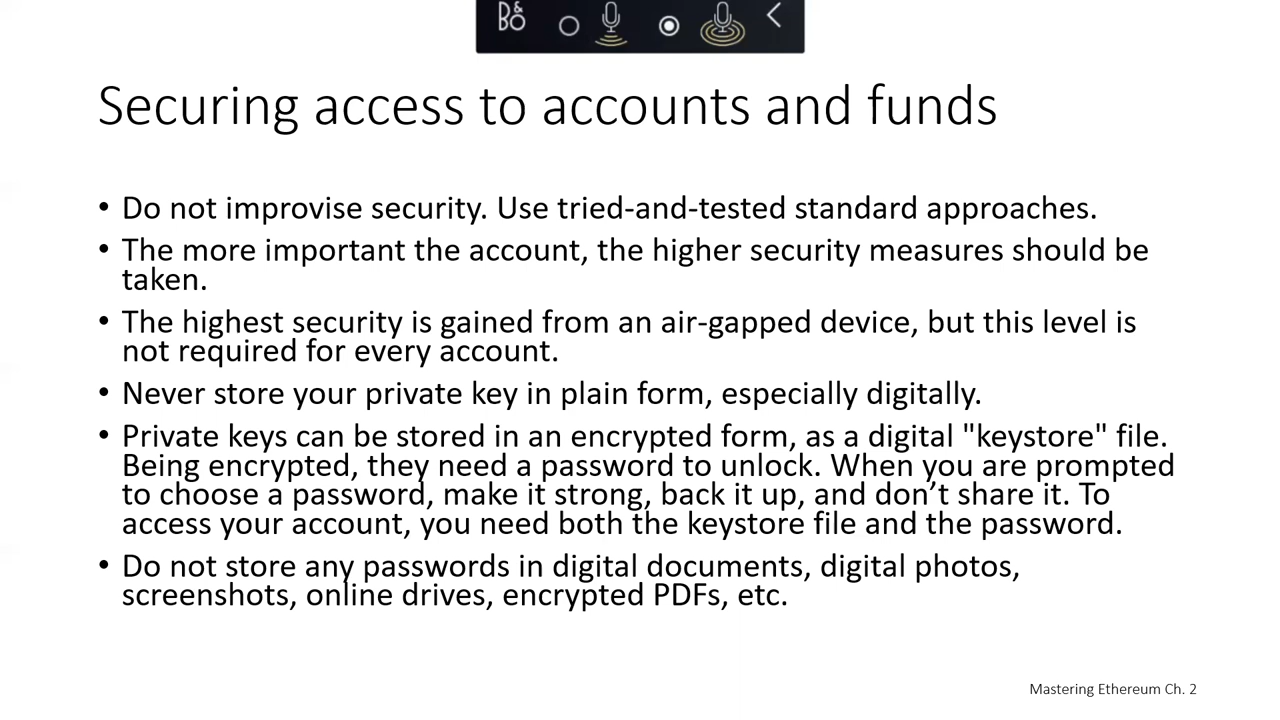 B&O
Securing access to accounts and funds
• Do not improvise security. Use tried-and-tested standard approaches.
• The more important the account, the higher security measures should be
taken.
• The highest security is gained from an air-gapped device, but this level is
not required for every account.
• Never store your private key in plain form, especially digitally.
• Private keys can be stored in an encrypted form, as a digital "keystore" file.
Being encrypted, they need a password to unlock. When you are prompted
to choose a password, make it strong, back it up, and don’t share it. To
access your account, you need both the keystore file and the password.
• Do not store any passwords in digital documents, digital photos,
screenshots, online drives, encrypted PDFs, etc.
Mastering Ethereum Ch. 2